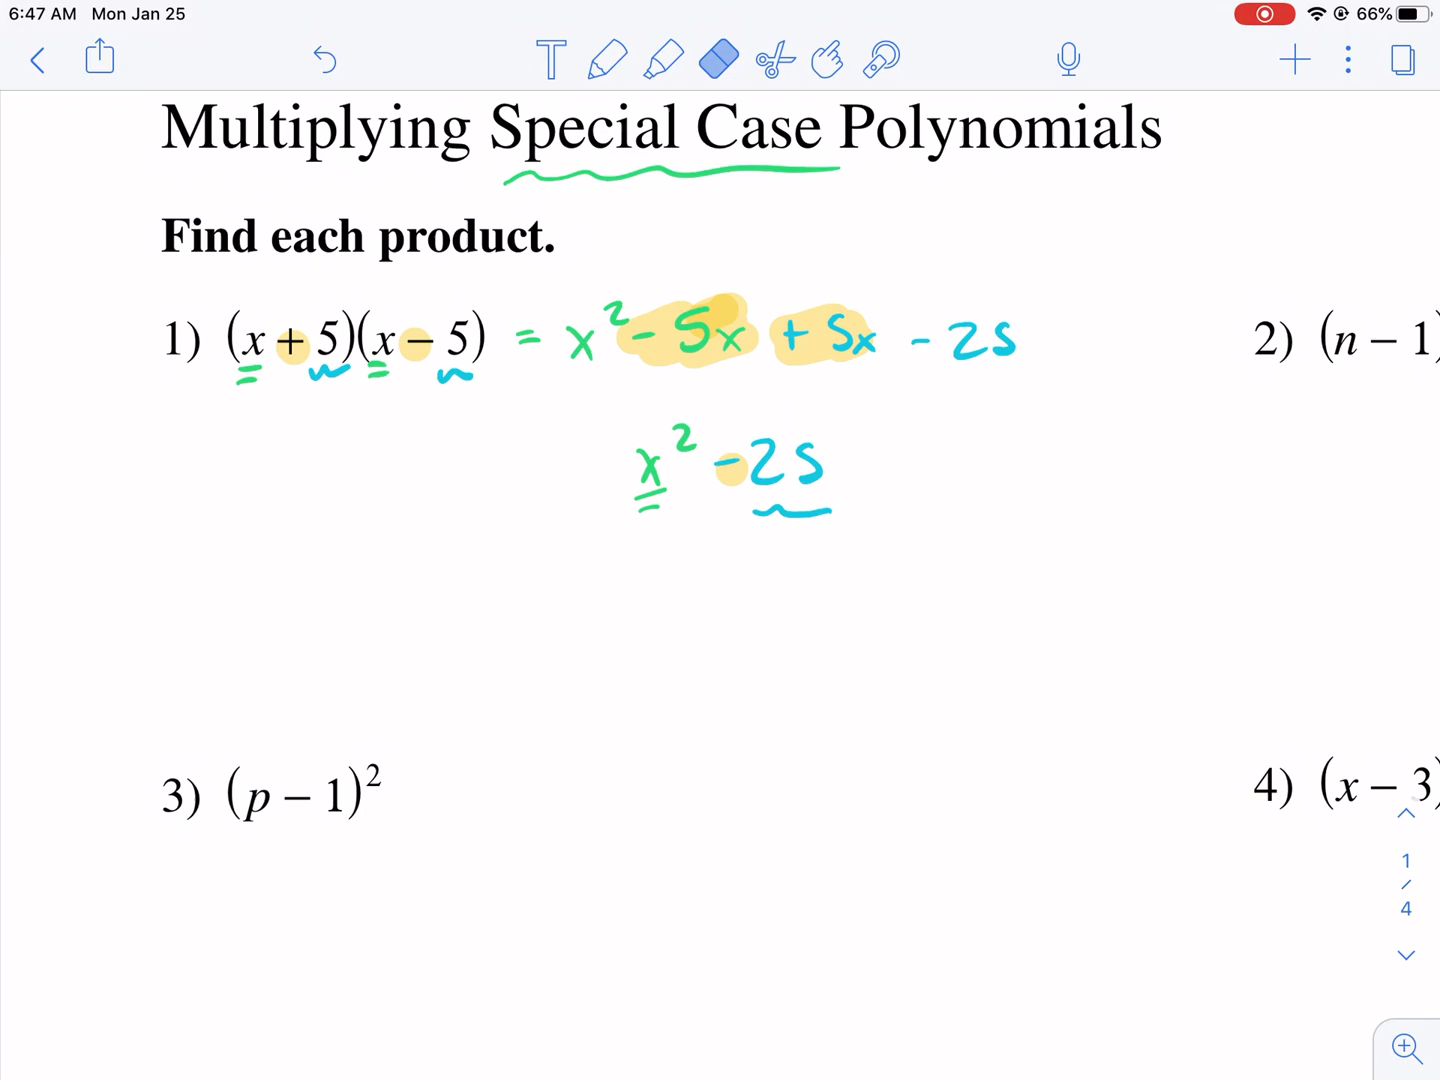 6:47 AM Mon Jan 25 66%
Multiplying Special Case Polynomials
Find each product.
1) (x + 5)(x − 5) = x² − 5x + 5x − 25
2) (n − 1)
x² − 25
3) (p − 1)²
4) (x − 3)
1
/
4